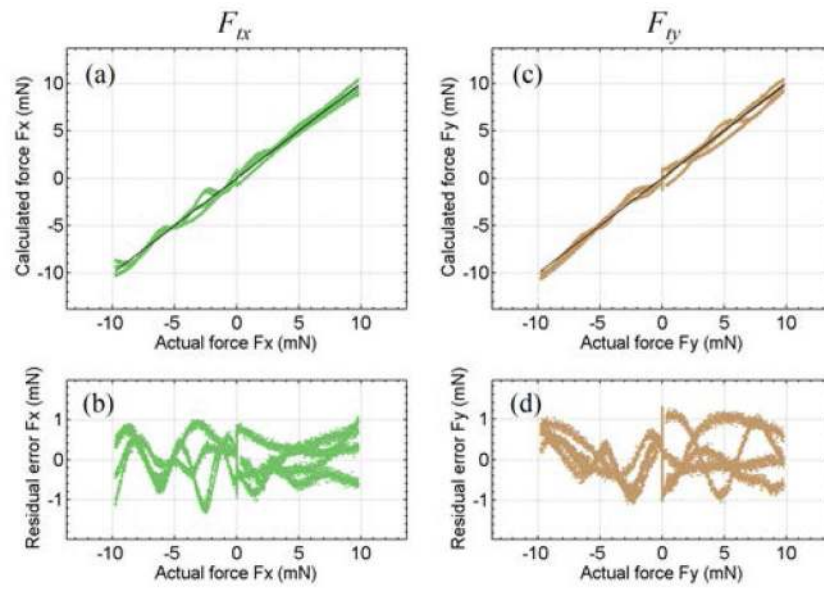 F_tx
F_ty
(a)
Calculated force Fx (mN)
10
5
0
-5
-10
-10 -5 0 5 10
Actual force Fx (mN)
(c)
Calculated force Fy (mN)
10
5
0
-5
-10
-10 -5 0 5 10
Actual force Fy (mN)
(b)
Residual error Fx (mN)
1
0
-1
-10 -5 0 5 10
Actual force Fx (mN)
(d)
Residual error Fy (mN)
1
0
-1
-10 -5 0 5 10
Actual force Fy (mN)